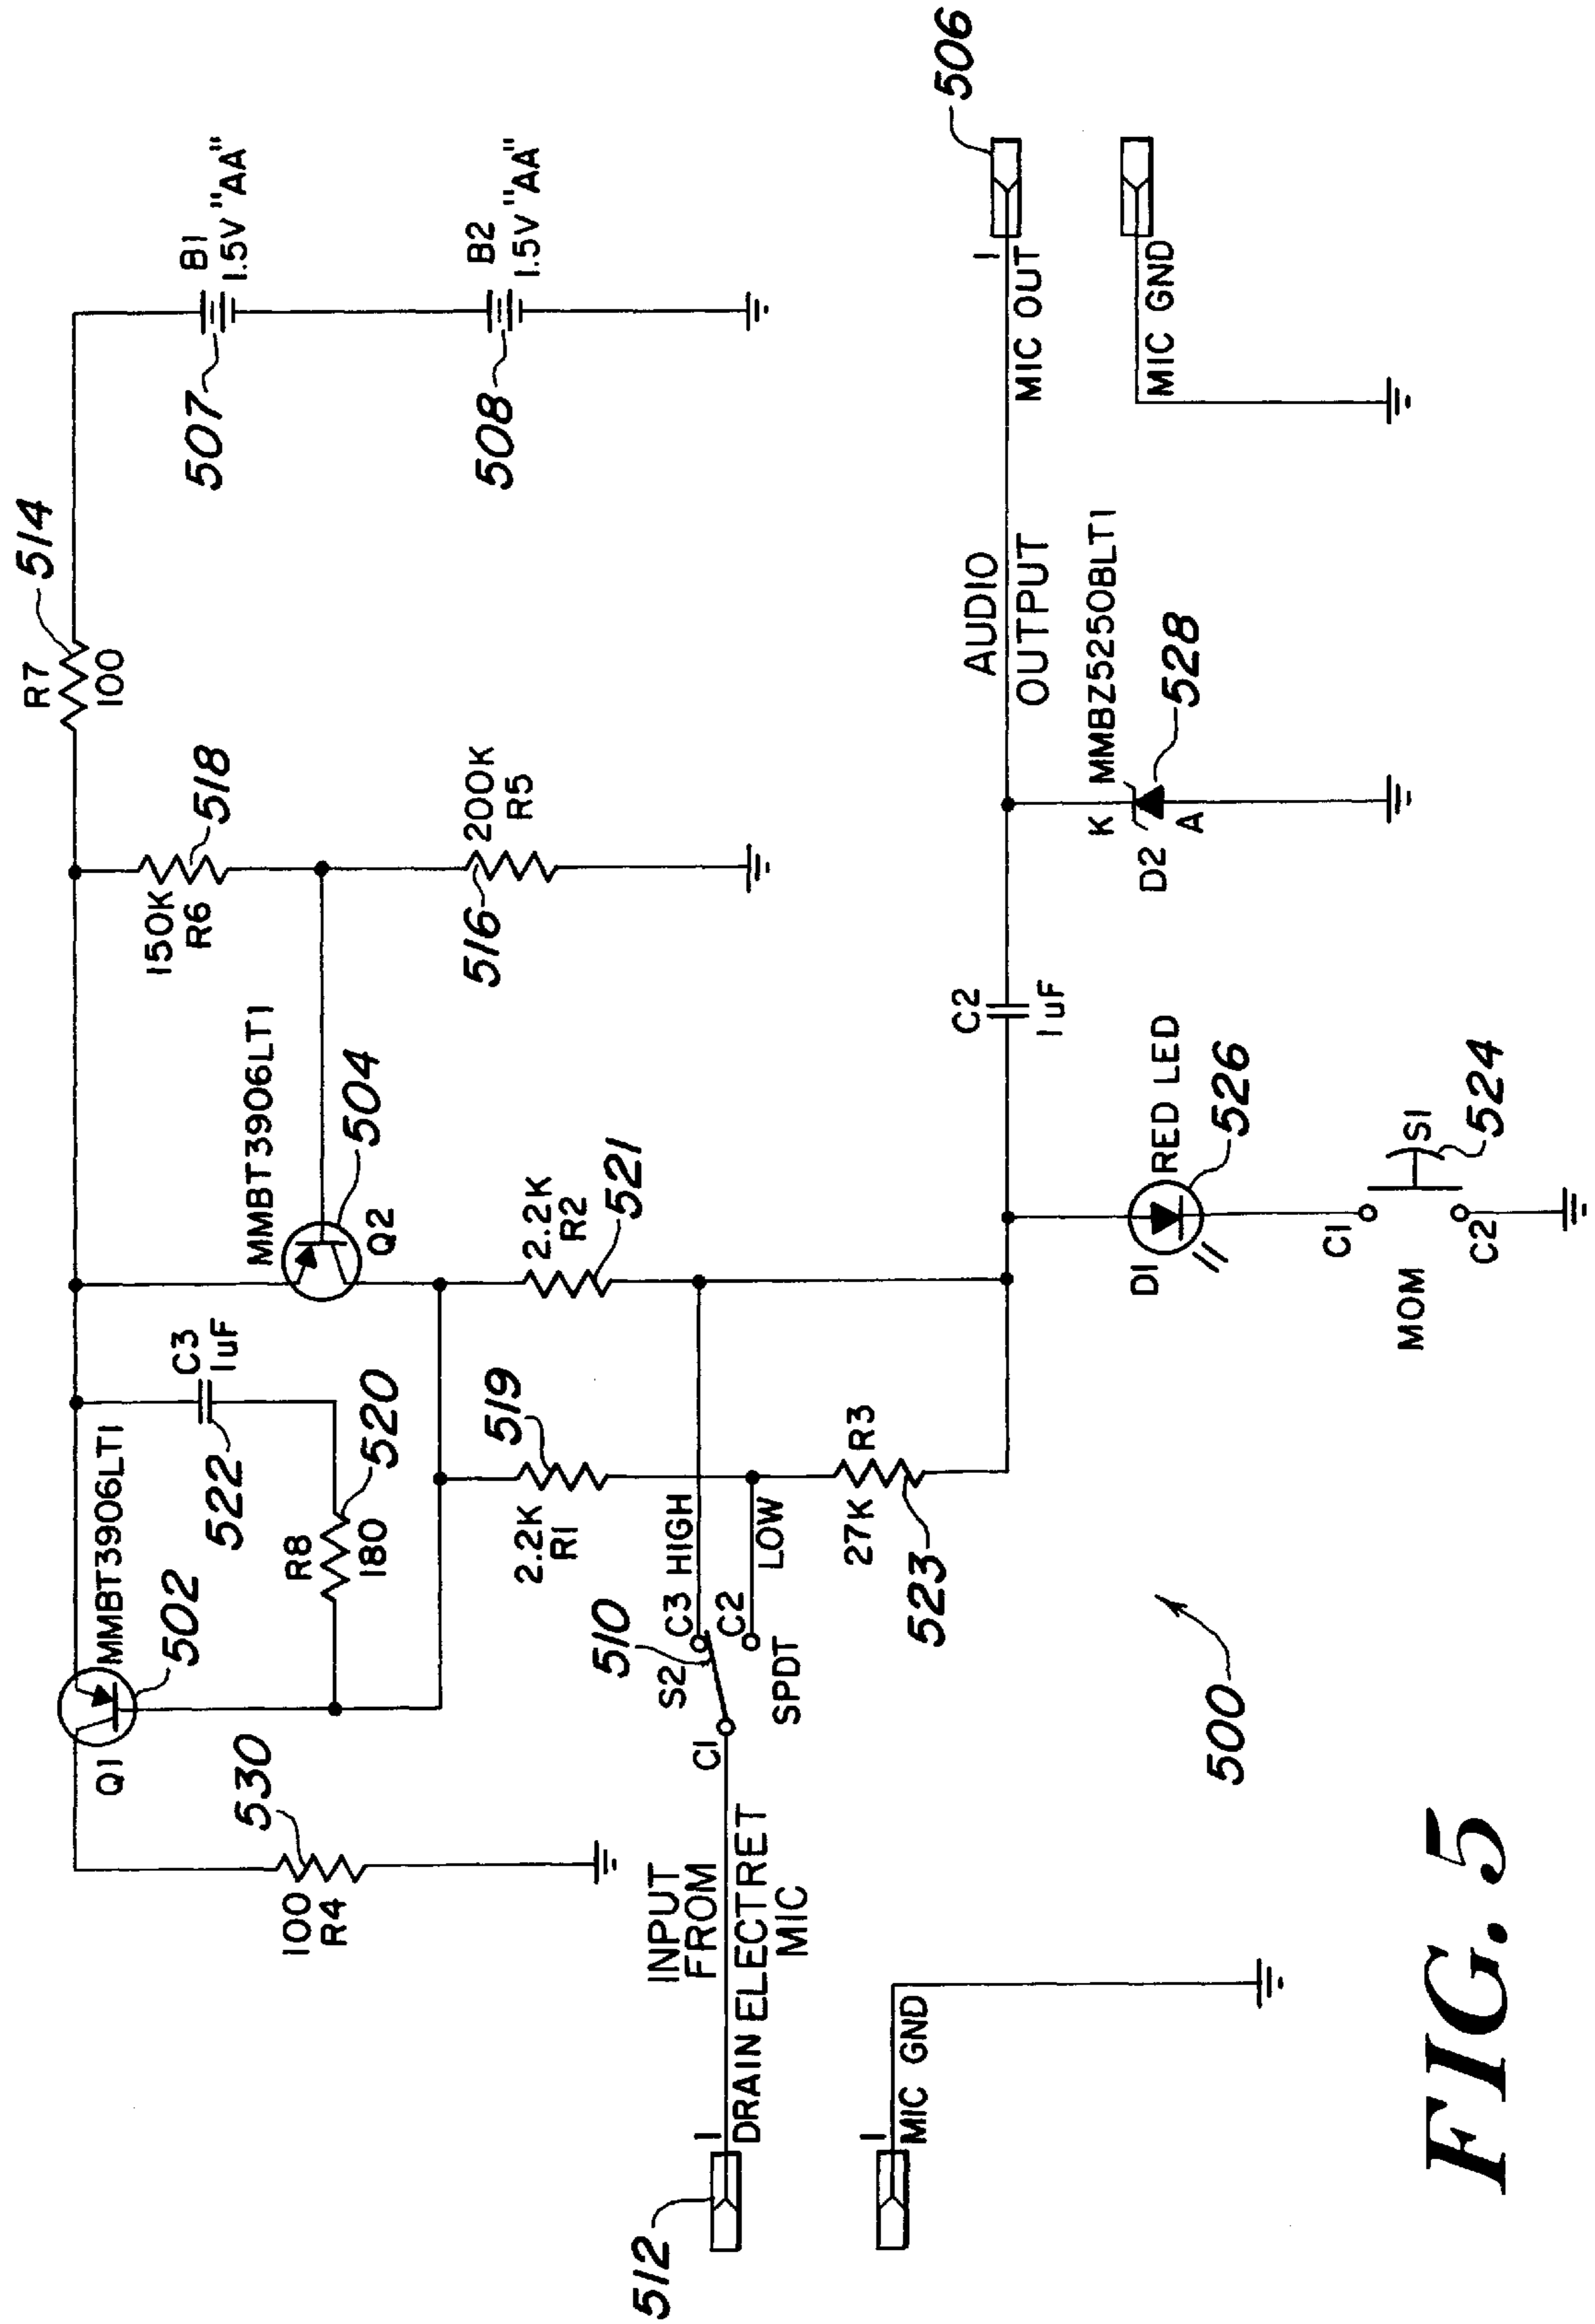 R7
514
100
B1
1.5V "AA"
507
B2
1.5V "AA"
508
150K
R6
518
200K
R5
516
MMBT3906LT1
504
Q2
MMBT3906LT1
502
Q1
C3
1uF
522
R8
180
520
530
100
R4
2.2K
R1
519
2.2K
R2
521
HIGH
C3
LOW
C2
S2
510
SPDT
C1
27K
R3
523
INPUT
FROM
DRAIN ELECTRET
MIC
1
512
1
MIC GND
C2
1uF
AUDIO
OUTPUT
1
MIC OUT
506
MIC GND
K
MMBZ5250BLT1
A
D2
528
RED LED
D1
526
C1
C2
S1
524
MOM
500
FIG. 5